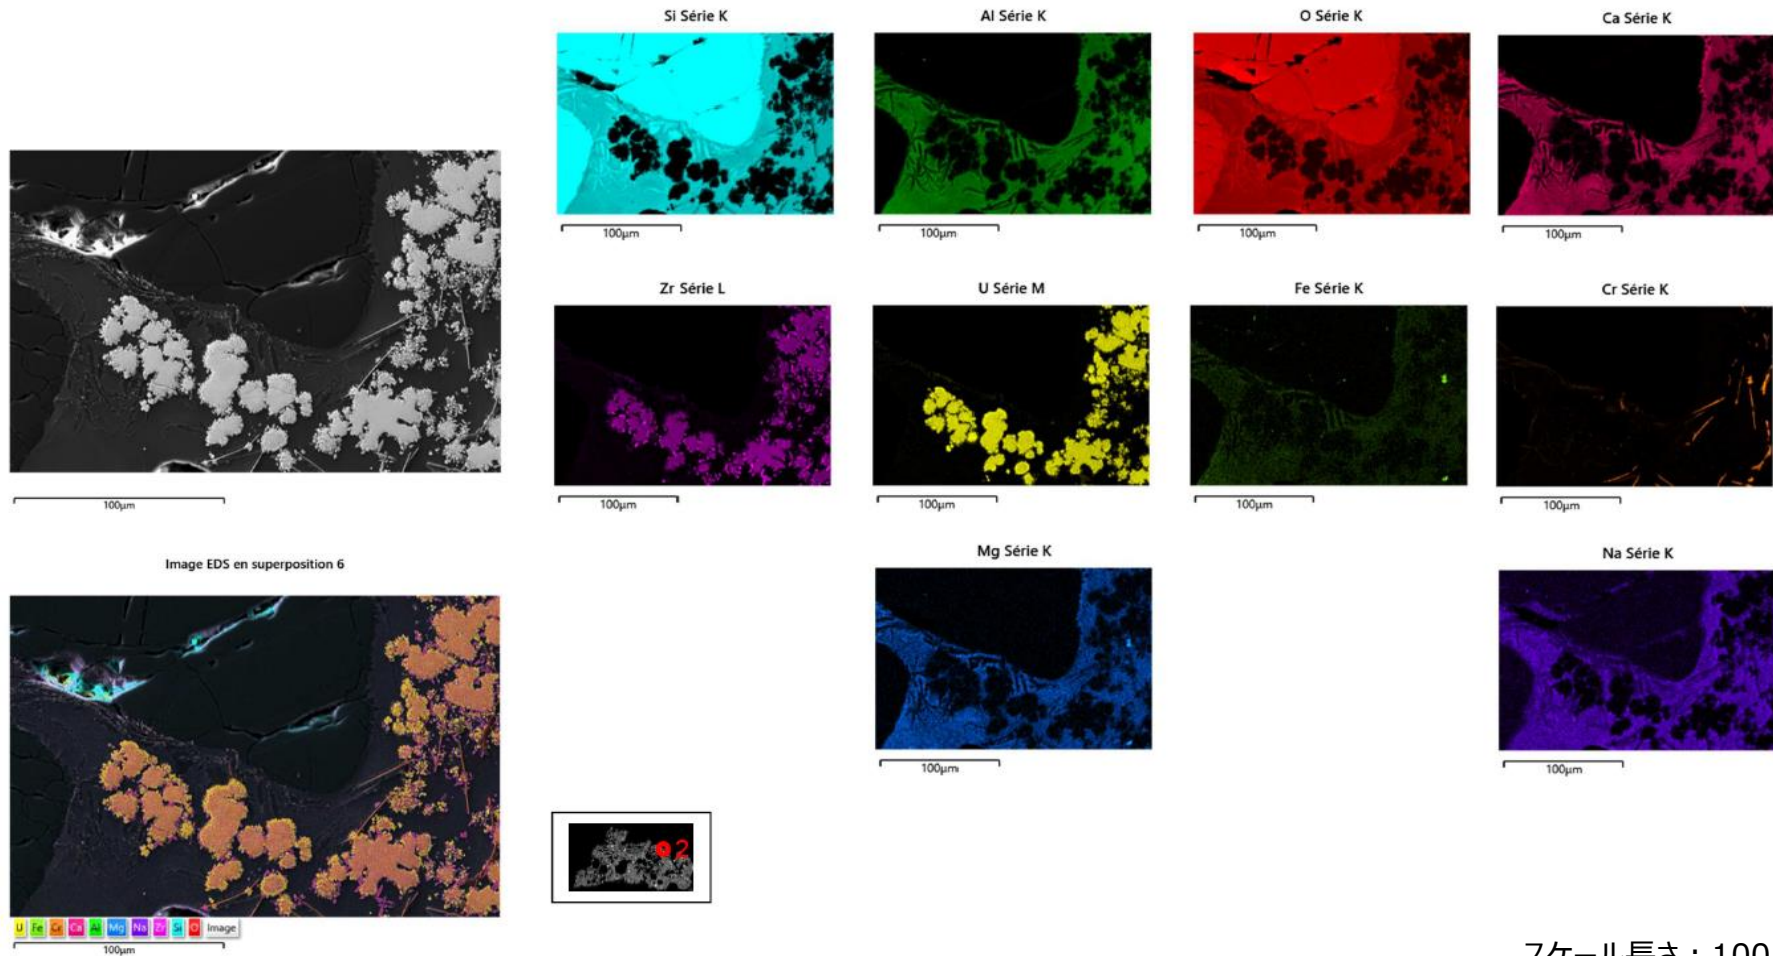 Si Série K
Al Série K
O Série K
Ca Série K
100µm
100µm
100µm
100µm
Zr Série L
U Série M
Fe Série K
Cr Série K
100µm
100µm
100µm
100µm
100µm
Image EDS en superposition 6
Mg Série K
Na Série K
100µm
100µm
2
U Fe Cr Ca Al Mg Na Zr Si O Image
100µm
スケール長さ：100